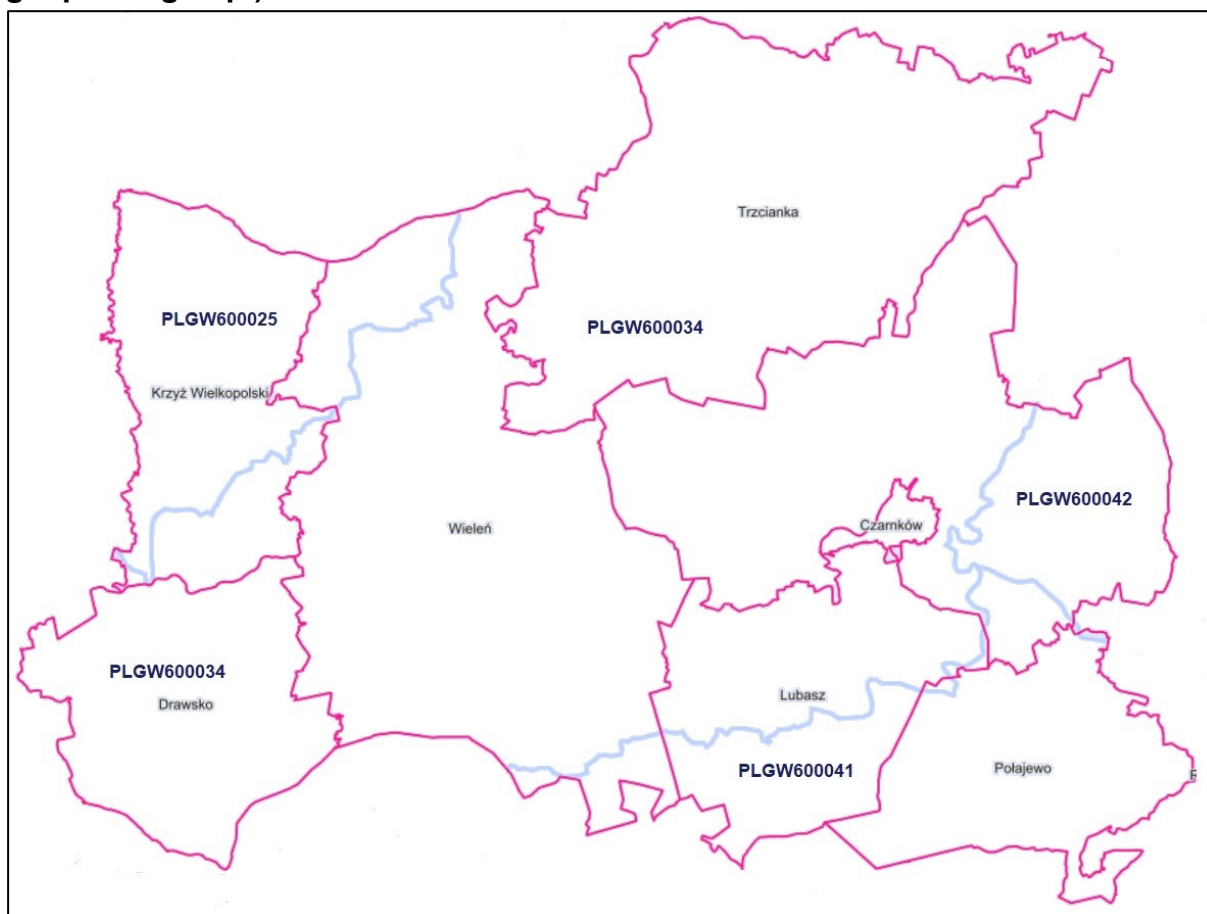 Trzcianka
PLGW600025
PLGW600034
Krzyż Wielkopolski
PLGW600042
Wieleń
Czarnków
PLGW600034
Drawsko
Lubasz
PLGW600041
Połajewo